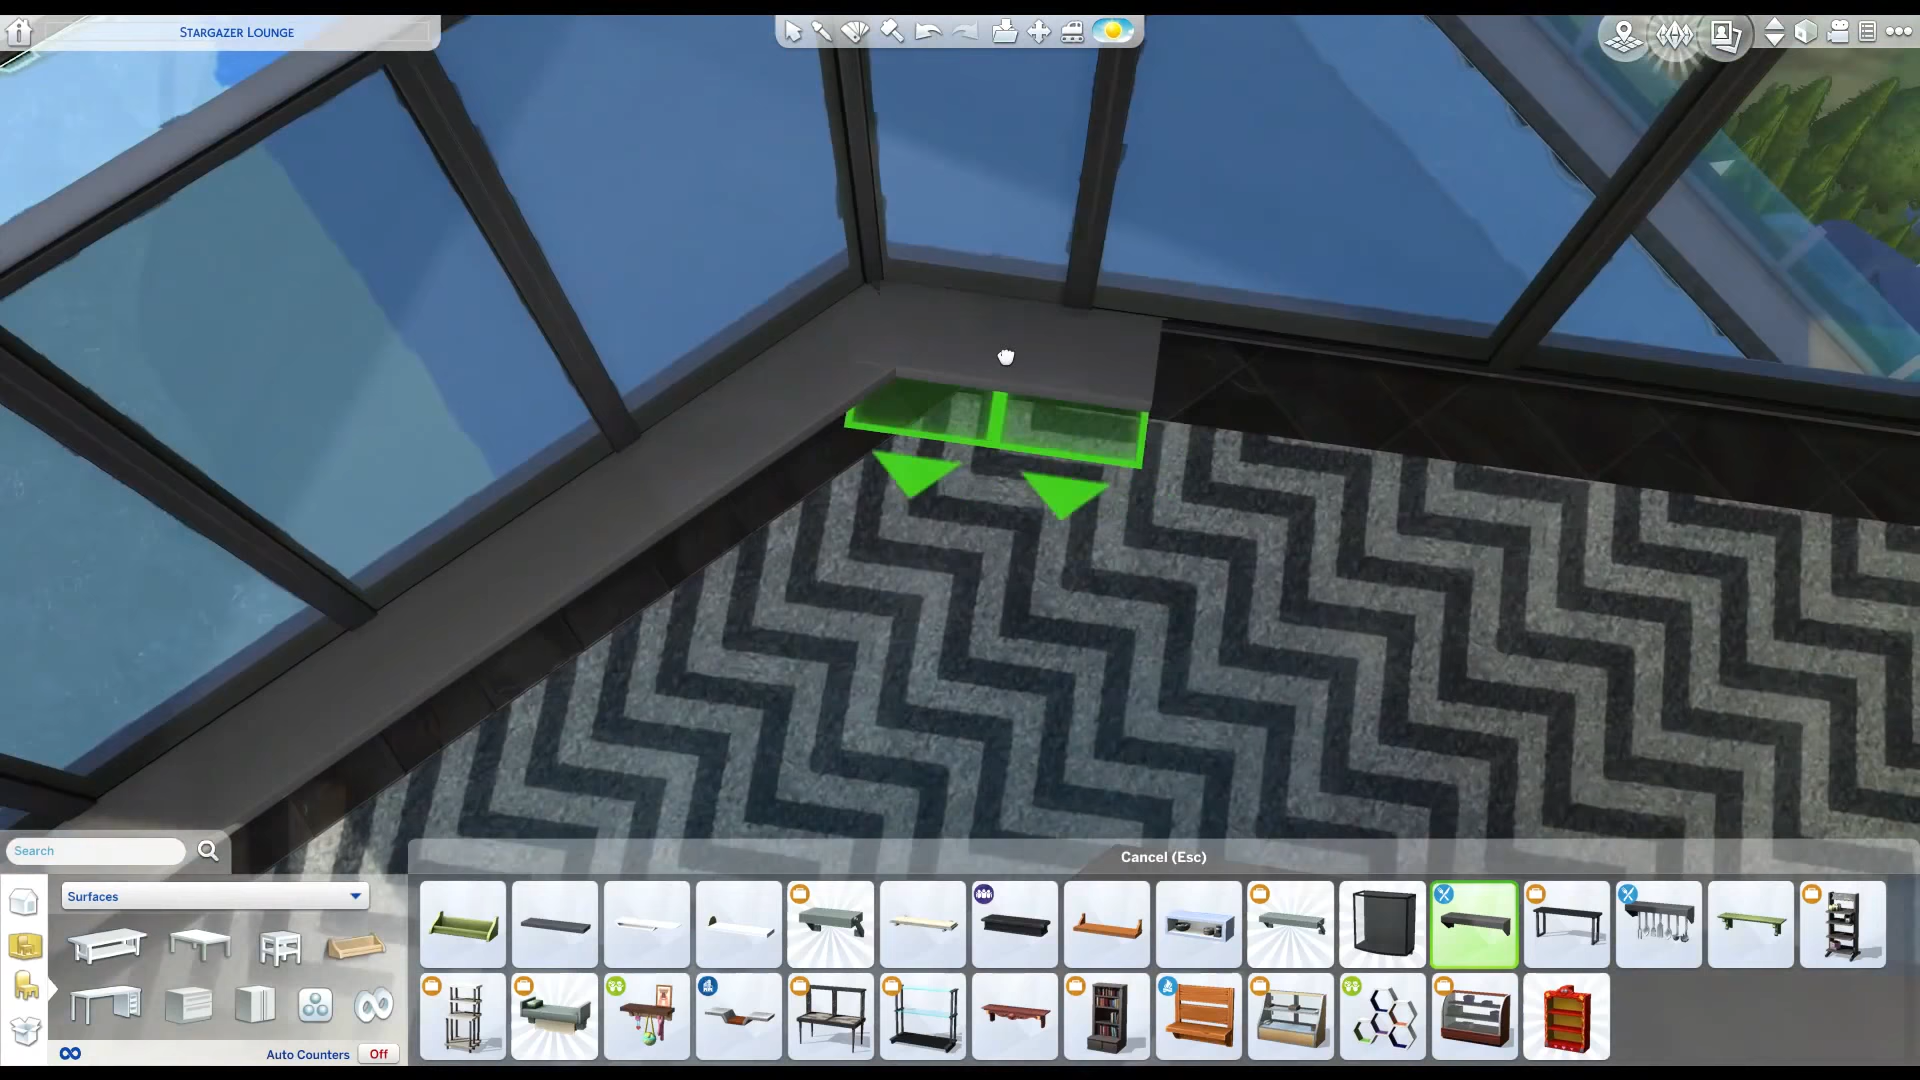 STARGAZER LOUNGE
Cancel (Esc)
Search
Surfaces
Auto Counters
Off